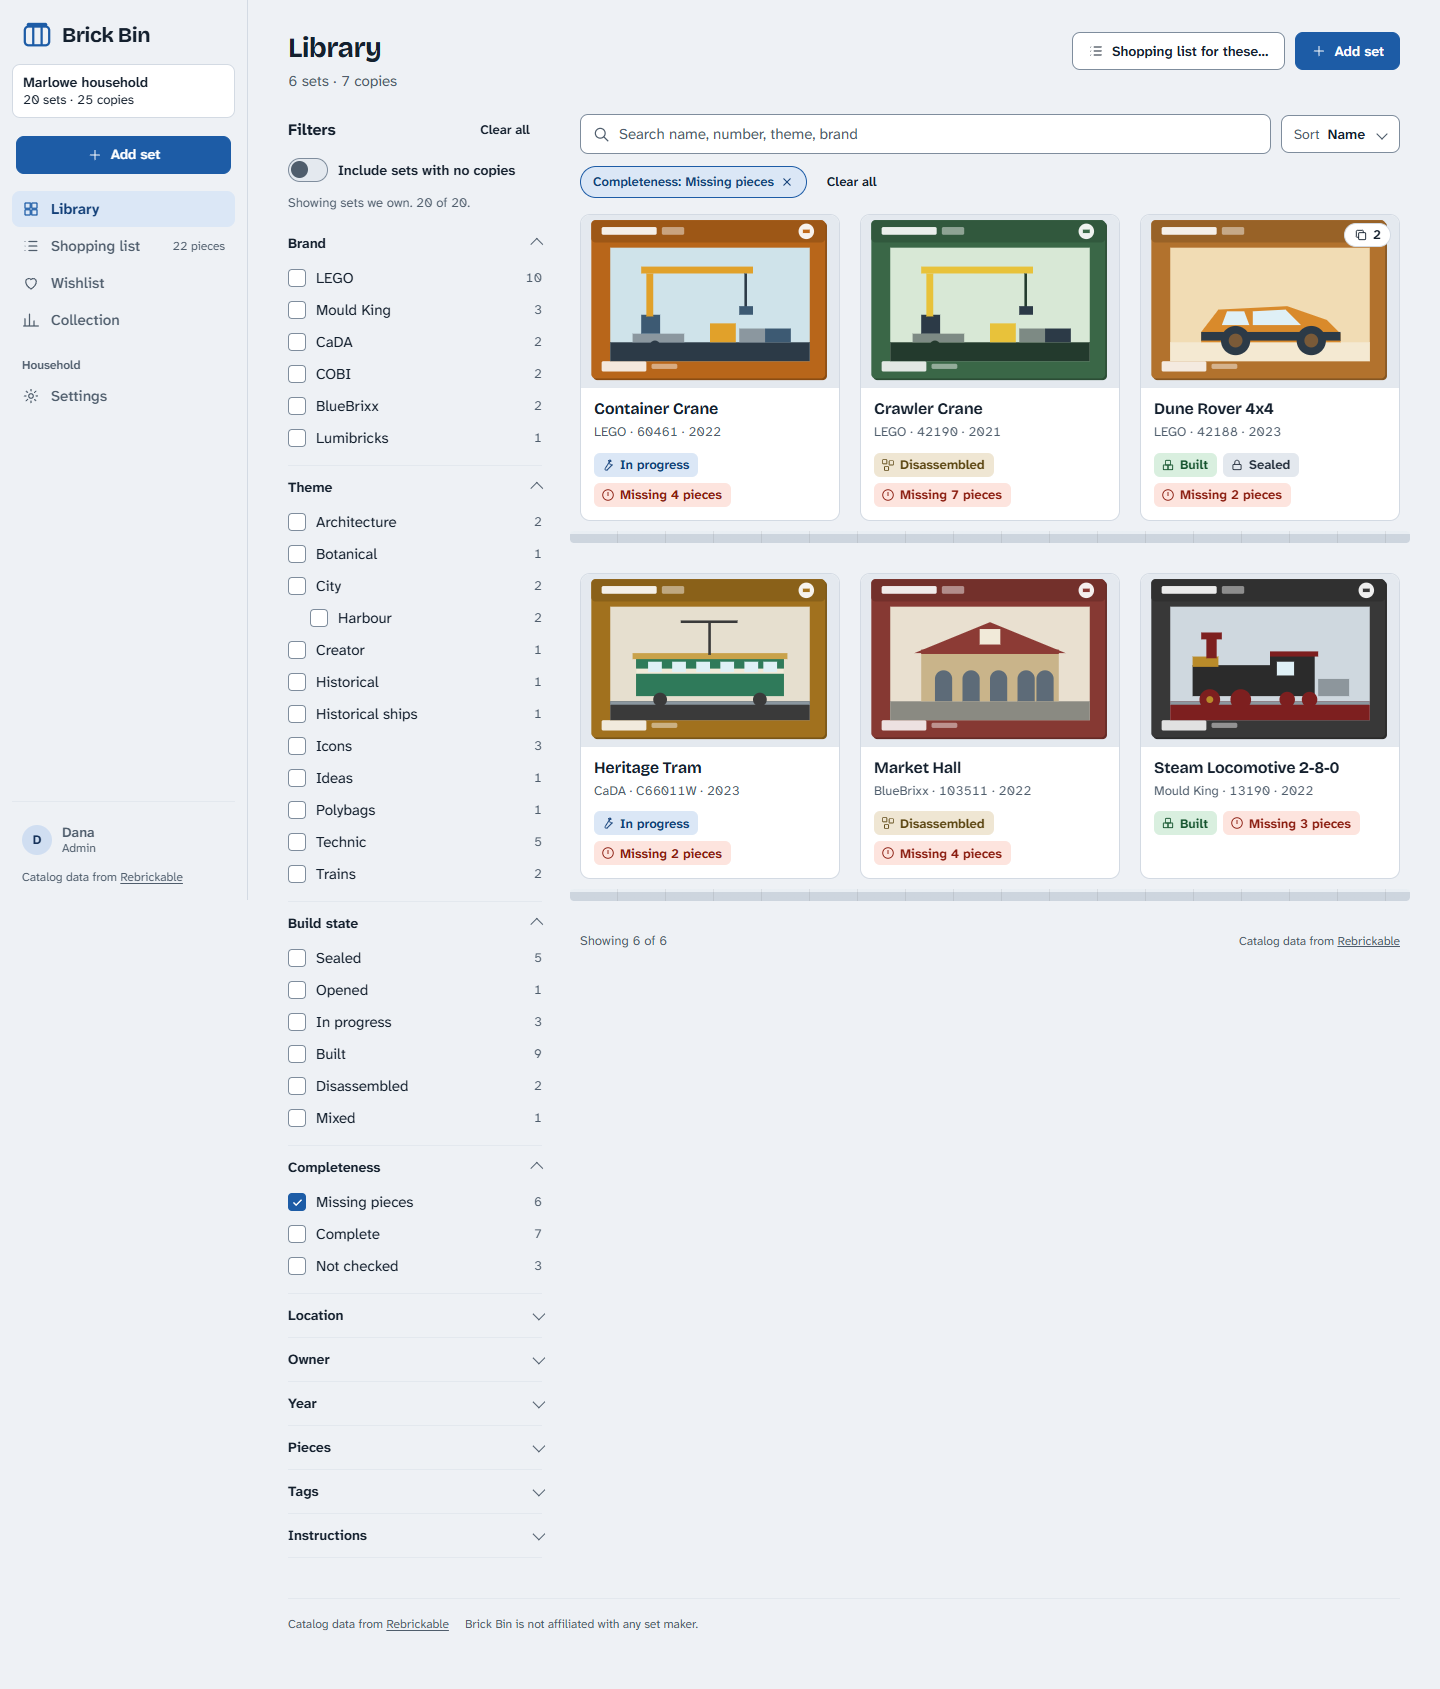 Brick Bin
Marlowe household
20 sets · 25 copies
Add set
Library
Shopping list 22 pieces
Wishlist
Collection
Household
Settings
D
Dana
Admin
Catalog data from Rebrickable
Library
6 sets · 7 copies
Shopping list for these...
Add set
Filters Clear all
Include sets with no copies
Showing sets we own. 20 of 20.
Brand
LEGO 10
Mould King 3
CaDA 2
COBI 2
BlueBrixx 2
Lumibricks 1
Theme
Architecture 2
Botanical 1
City 2
Harbour 2
Creator 1
Historical 1
Historical ships 1
Icons 3
Ideas 1
Polybags 1
Technic 5
Trains 2
Build state
Sealed 5
Opened 1
In progress 3
Built 9
Disassembled 2
Mixed 1
Completeness
Missing pieces 6
Complete 7
Not checked 3
Location
Owner
Year
Pieces
Tags
Instructions
Search name, number, theme, brand
Sort Name
Completeness: Missing pieces
Clear all
Container Crane
LEGO · 60461 · 2022
In progress
Missing 4 pieces
Crawler Crane
LEGO · 42190 · 2021
Disassembled
Missing 7 pieces
2
Dune Rover 4x4
LEGO · 42188 · 2023
Built Sealed
Missing 2 pieces
Heritage Tram
CaDA · C66011W · 2023
In progress
Missing 2 pieces
Market Hall
BlueBrixx · 103511 · 2022
Disassembled
Missing 4 pieces
Steam Locomotive 2-8-0
Mould King · 13190 · 2022
Built Missing 3 pieces
Showing 6 of 6
Catalog data from Rebrickable
Catalog data from Rebrickable Brick Bin is not affiliated with any set maker.